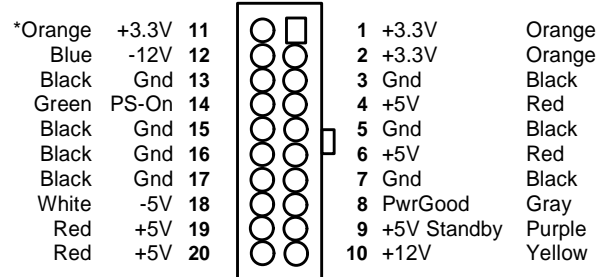 *Orange +3.3V 11 1 +3.3V Orange
Blue -12V 12 2 +3.3V Orange
Black Gnd 13 3 Gnd Black
Green PS-On 14 4 +5V Red
Black Gnd 15 5 Gnd Black
Black Gnd 16 6 +5V Red
Black Gnd 17 7 Gnd Black
White -5V 18 8 PwrGood Gray
Red +5V 19 9 +5V Standby Purple
Red +5V 20 10 +12V Yellow